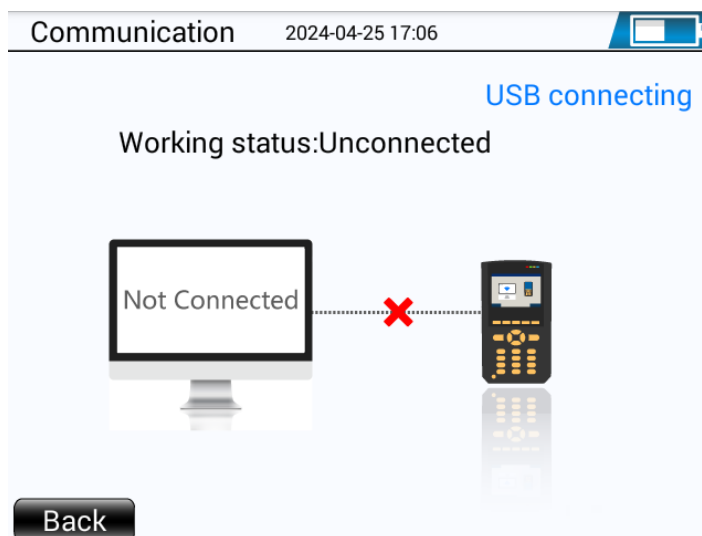 Communication 2024-04-25 17:06
USB connecting
Working status:Unconnected
Not Connected
Back